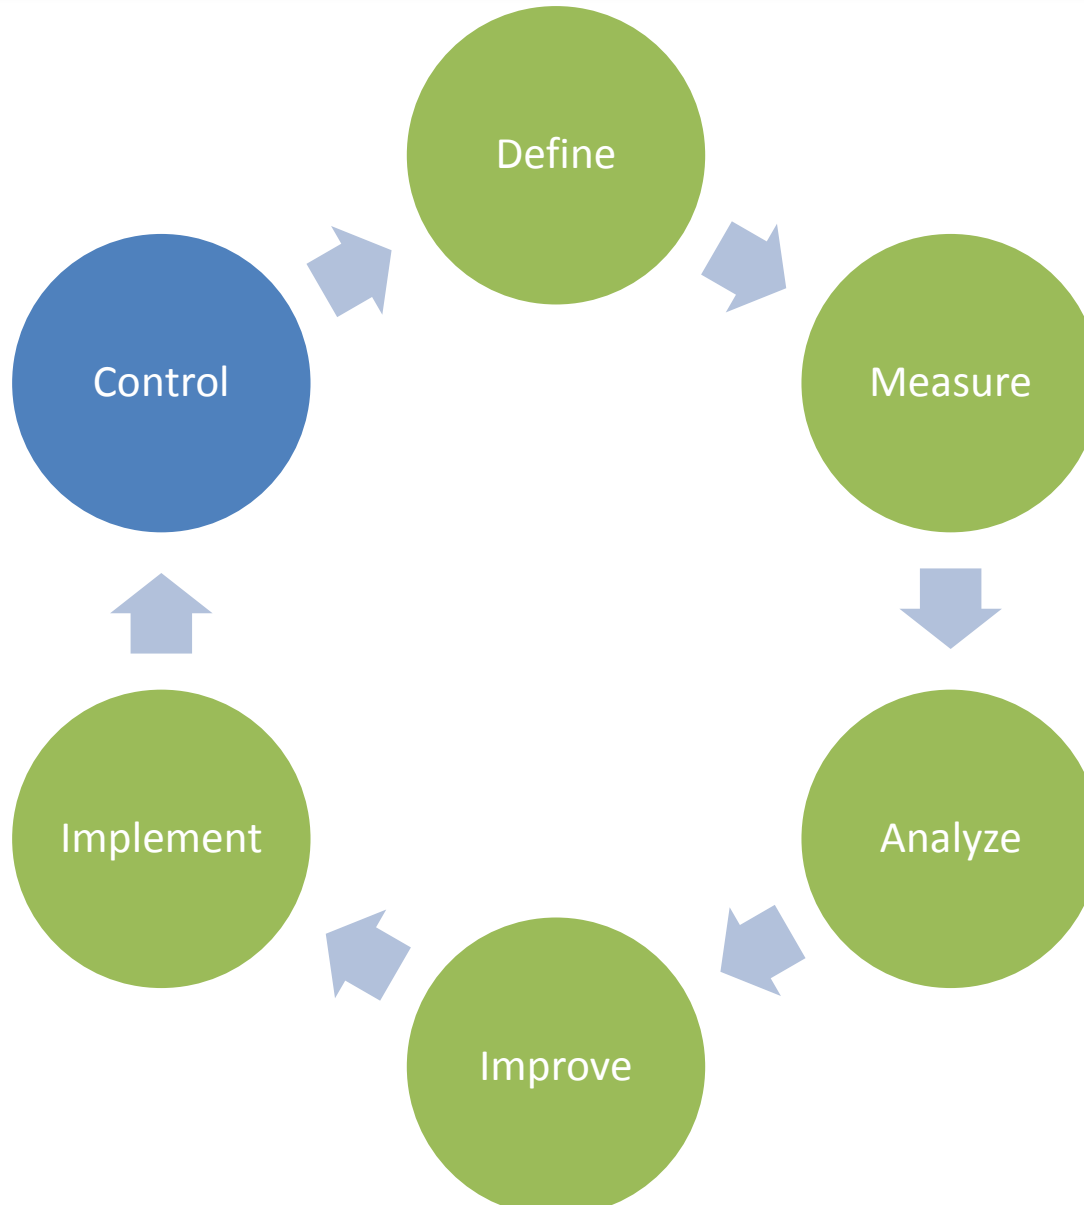 Define
Measure
Analyze
Improve
Implement
Control